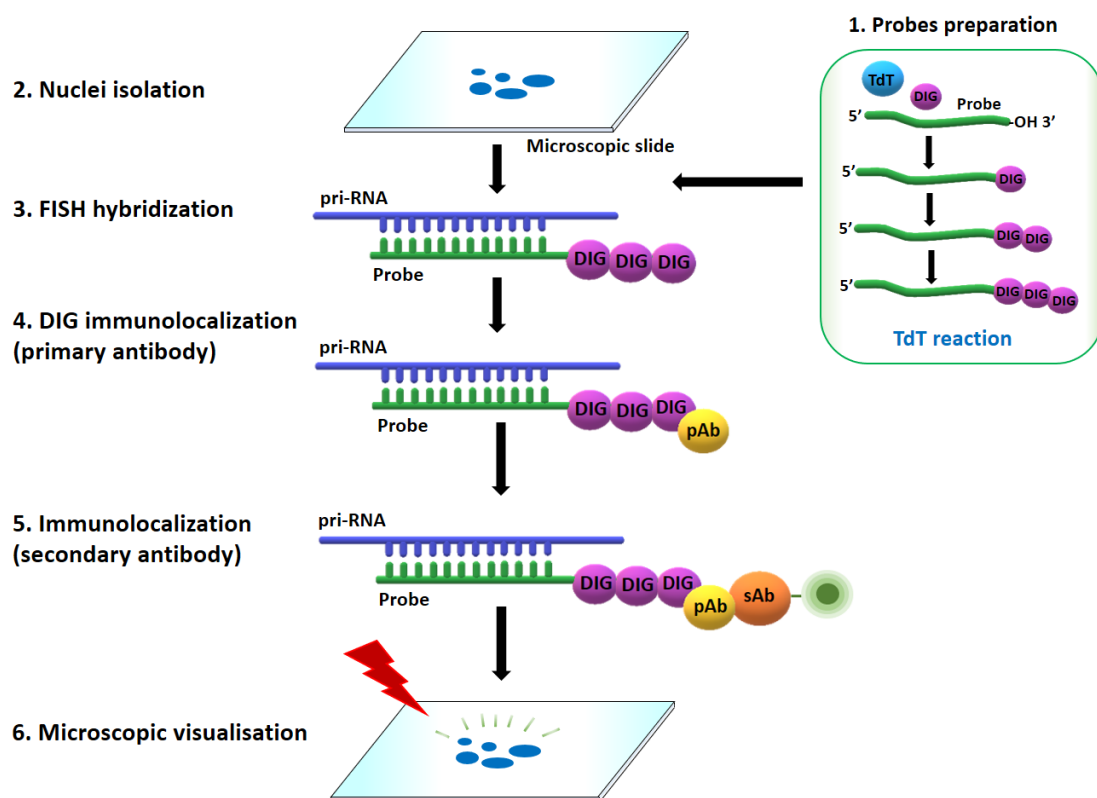 1. Probes preparation
TdT
DIG
Probe
5’
-OH 3’
5’
DIG
5’
DIG DIG
5’
DIG DIG DIG
TdT reaction
2. Nuclei isolation
Microscopic slide
3. FISH hybridization
pri-RNA
DIG DIG DIG
Probe
4. DIG immunolocalization
(primary antibody)
pri-RNA
DIG DIG DIG
Probe
pAb
5. Immunolocalization
(secondary antibody)
pri-RNA
DIG DIG DIG
Probe
pAb sAb
6. Microscopic visualisation